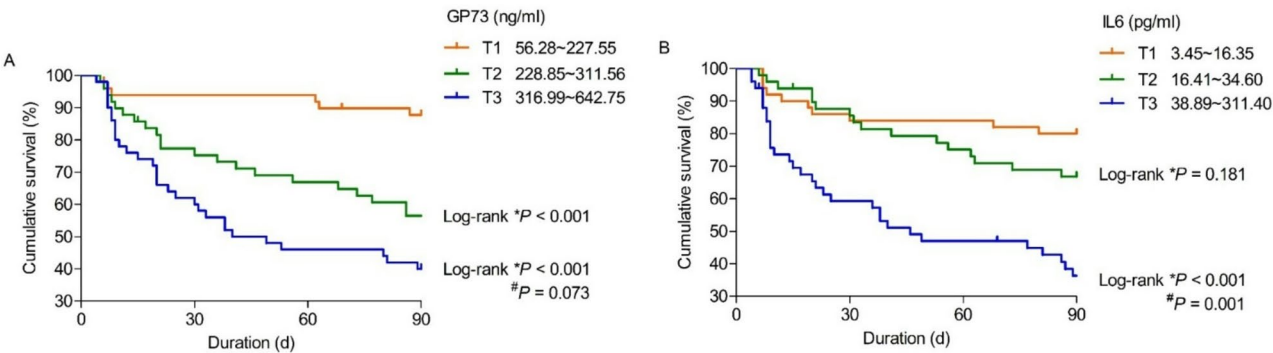 A
GP73 (ng/ml)
T1 56.28~227.55
T2 228.85~311.56
T3 316.99~642.75
Cumulative survival (%)
100
90
80
70
60
50
40
30
0 30 60 90
Duration (d)
Log-rank *P < 0.001
Log-rank *P < 0.001
#P = 0.073
B
IL6 (pg/ml)
T1 3.45~16.35
T2 16.41~34.60
T3 38.89~311.40
Cumulative survival (%)
100
90
80
70
60
50
40
30
0 30 60 90
Duration (d)
Log-rank *P = 0.181
Log-rank *P < 0.001
#P = 0.001